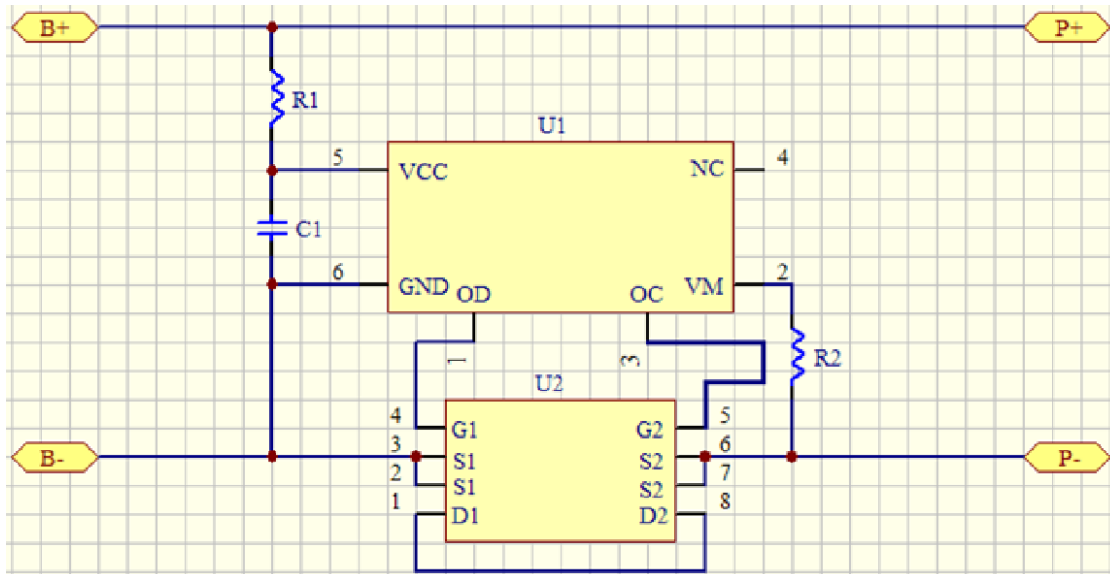 B+ P+
R1
U1
5 VCC NC 4
C1
6 GND OD OC VM 2
1 3 R2
U2
4 G1 G2 5
B- 3 S1 S2 6 P-
2 S1 S2 7
1 D1 D2 8